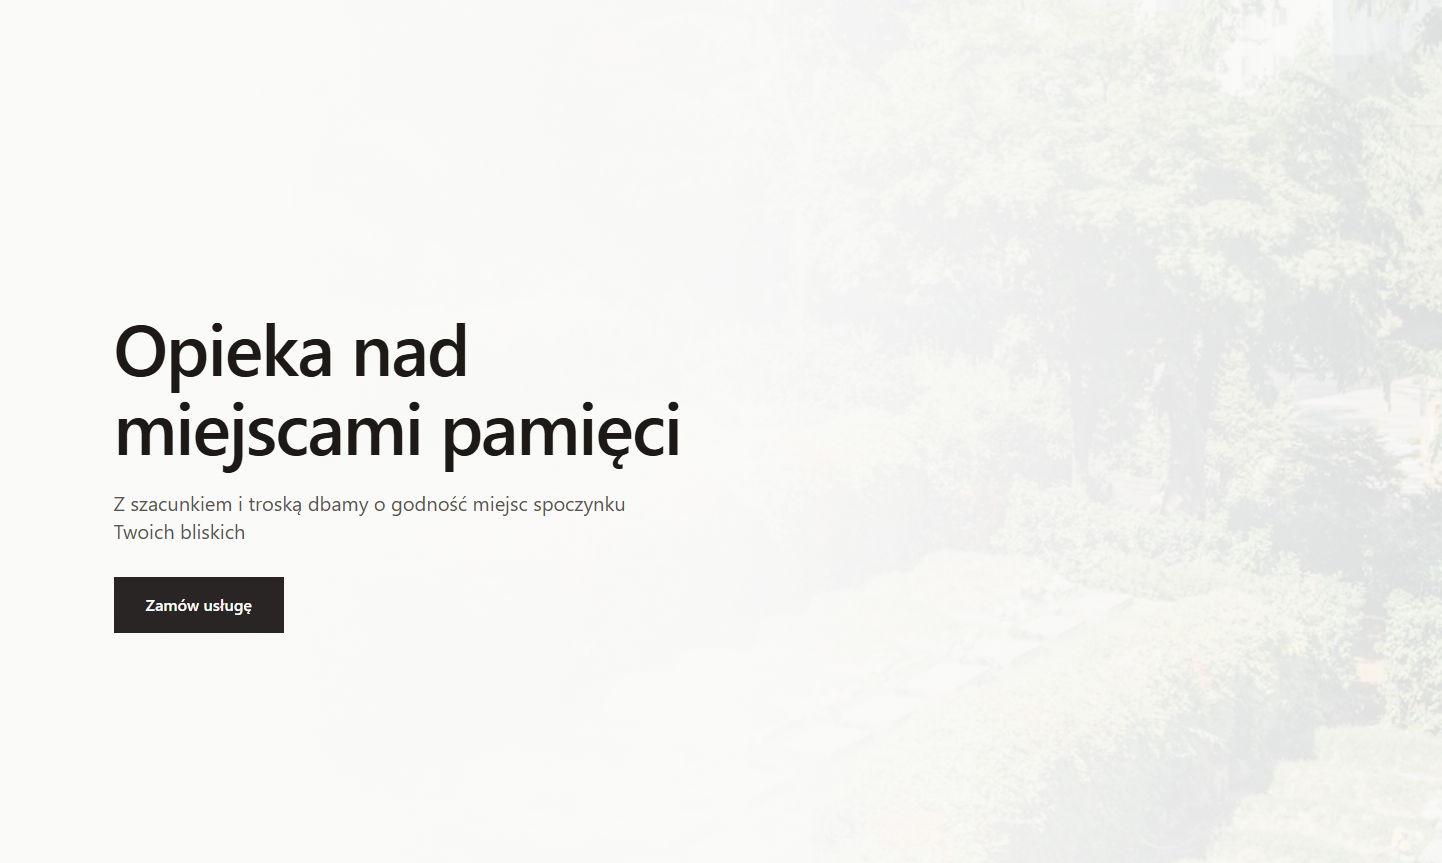 Opieka nad
miejscami pamięci
Z szacunkiem i troską dbamy o godność miejsc spoczynku
Twoich bliskich
Zamów usługę